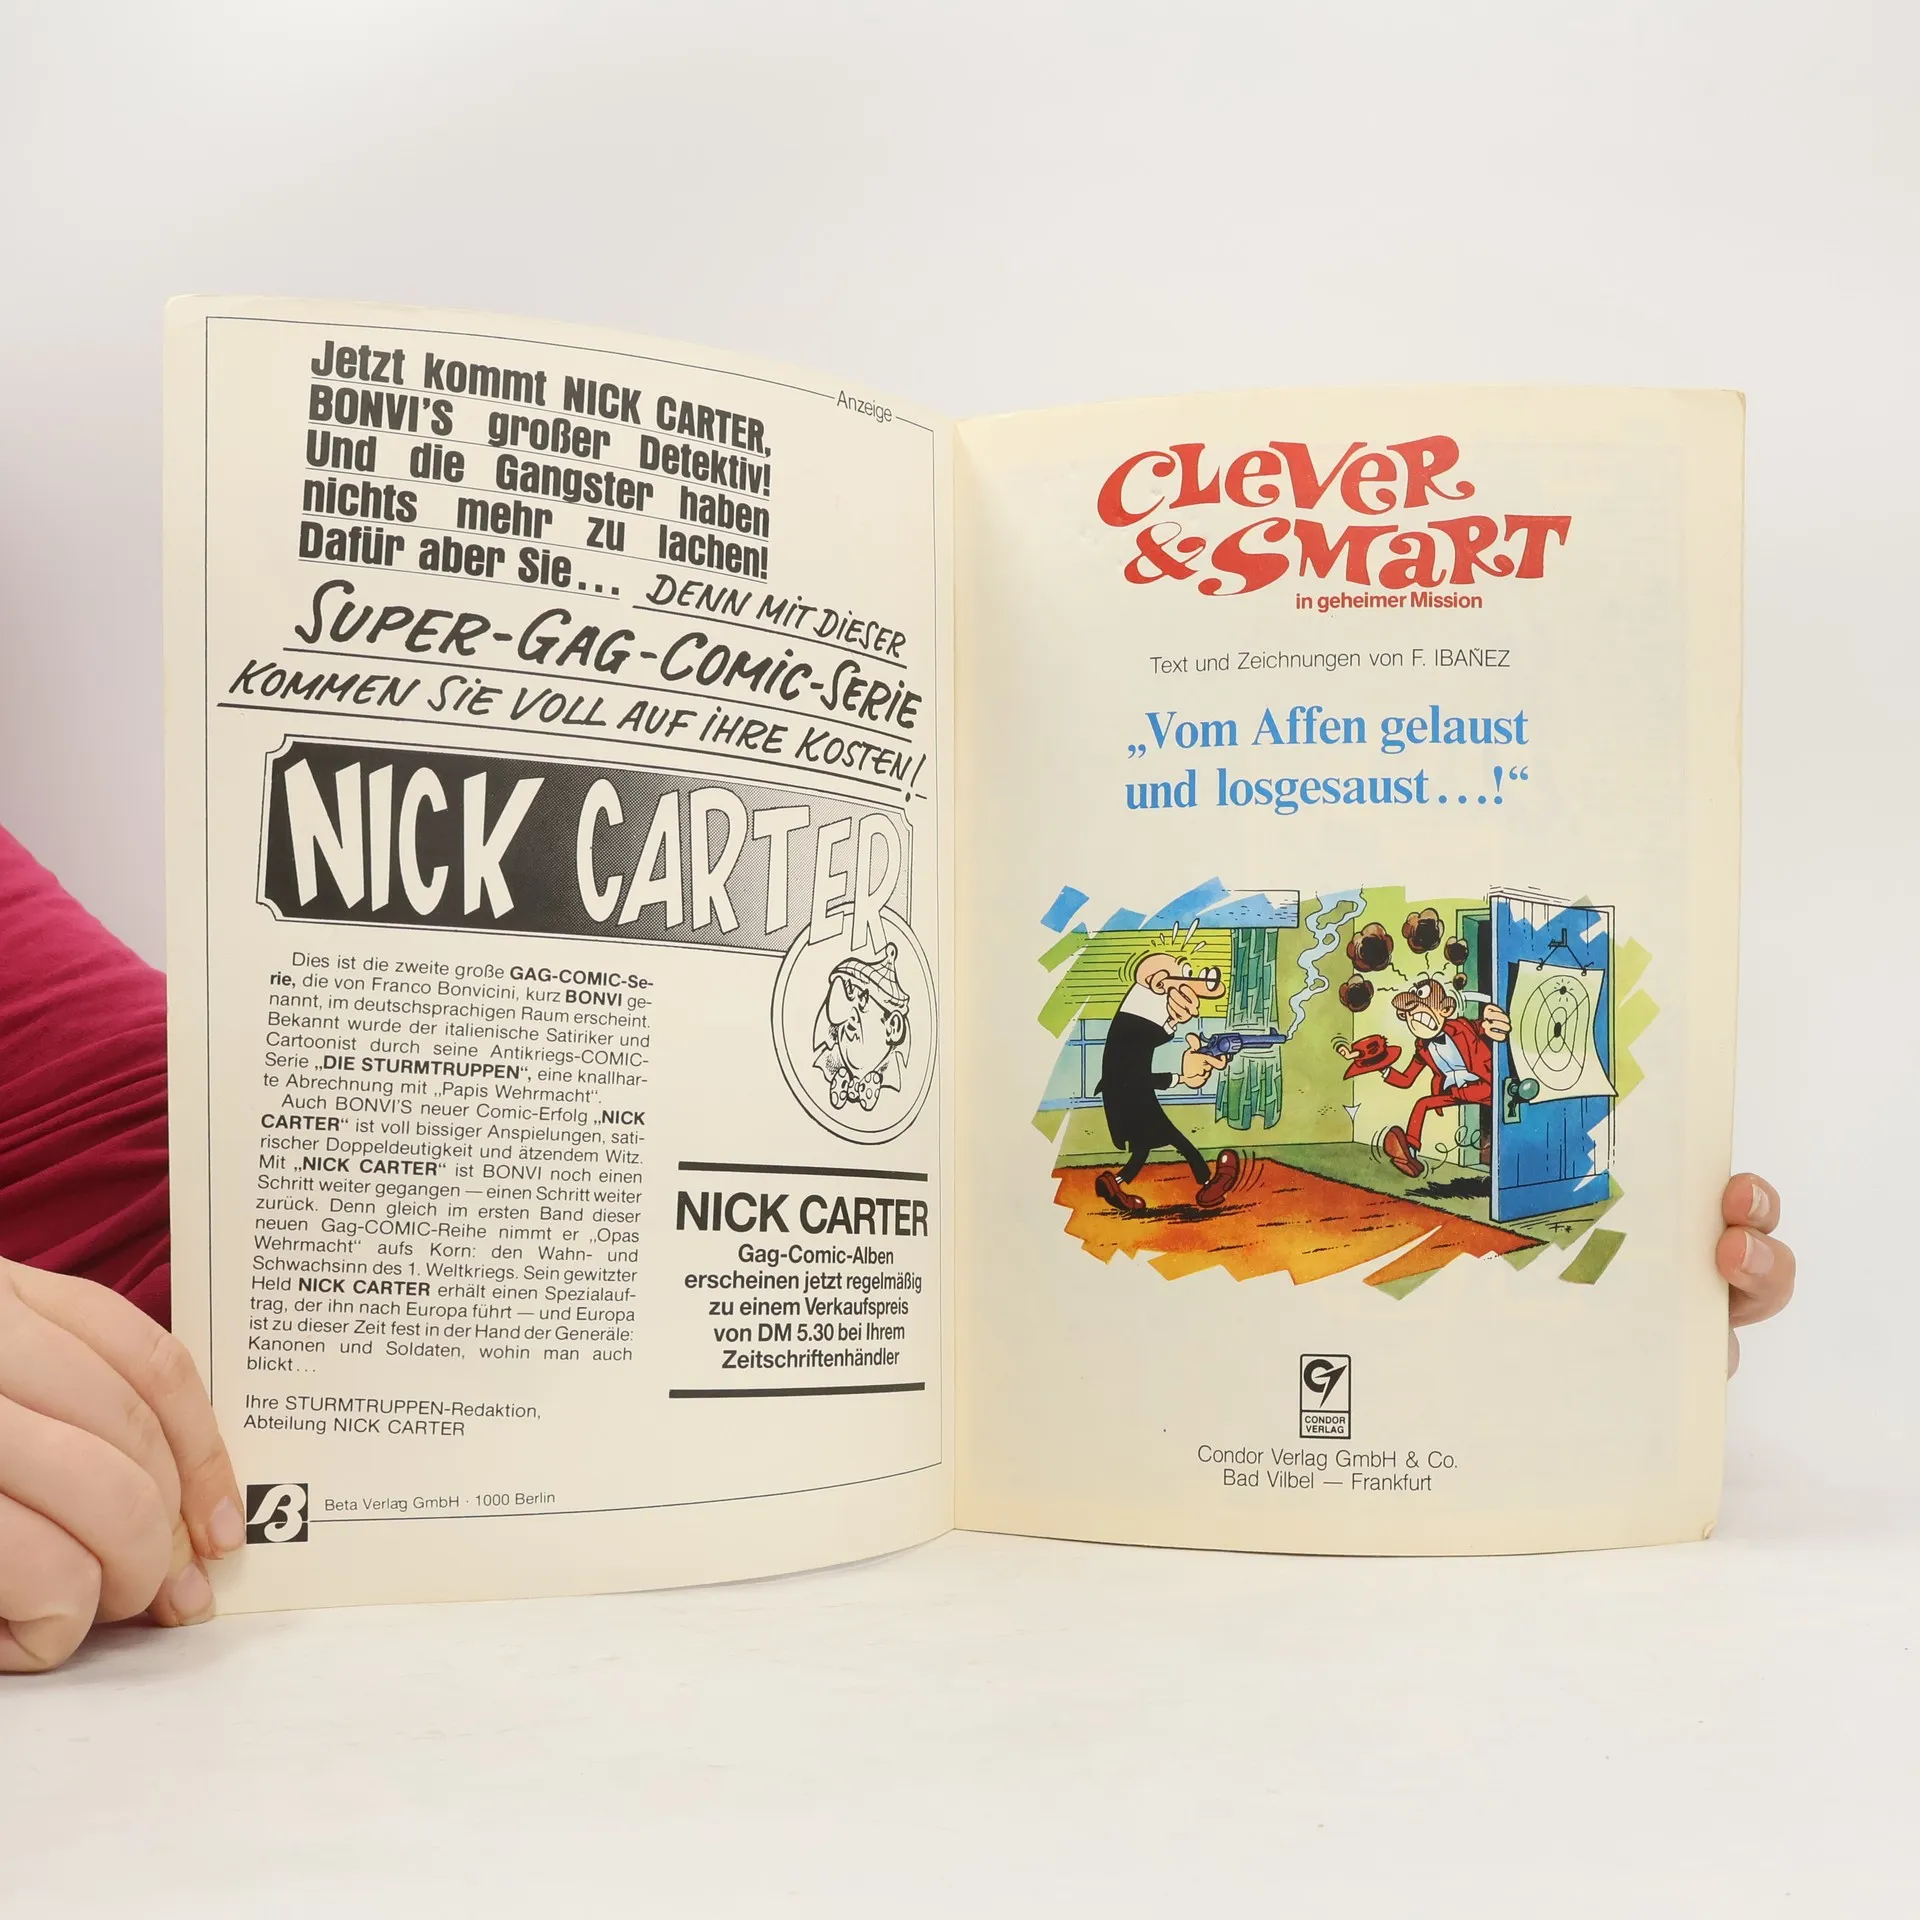 Anzeige
Jetzt kommt NICK CARTER,
BONVI'S großer Detektiv!
Und die Gangster haben
nichts mehr zu lachen!
Dafür aber Sie...
DENN MiT DiESER
SUPER-GAG-COMiC-SERiE
KOMMEN SiE VOLL AUF iHRE KOSTEN!
NICK CARTER
Dies ist die zweite große GAG-COMIC-Se-
rie, die von Franco Bonvicini, kurz BONVI ge-
nannt, im deutschsprachigen Raum erscheint.
Bekannt wurde der italienische Satiriker und
Cartoonist durch seine Antikriegs-COMIC-
Serie „DIE STURMTRUPPEN“, eine knallhar-
te Abrechnung mit „Papis Wehrmacht“.
Auch BONVI'S neuer Comic-Erfolg „NICK
CARTER“ ist voll bissiger Anspielungen, sati-
rischer Doppeldeutigkeit und ätzendem Witz.
Mit „NICK CARTER“ ist BONVI noch einen
Schritt weiter gegangen — einen Schritt weiter
zurück. Denn gleich im ersten Band dieser
neuen Gag-COMIC-Reihe nimmt er „Opas
Wehrmacht“ aufs Korn: den Wahn- und
Schwachsinn des 1. Weltkriegs. Sein gewitzter
Held NICK CARTER erhält einen Spezialauf-
trag, der ihn nach Europa führt — und Europa
ist zu dieser Zeit fest in der Hand der Generäle:
Kanonen und Soldaten, wohin man auch
blickt...
Ihre STURMTRUPPEN-Redaktion,
Abteilung NICK CARTER
NICK CARTER
Gag-Comic-Alben
erscheinen jetzt regelmäßig
zu einem Verkaufspreis
von DM 5.30 bei Ihrem
Zeitschriftenhändler
B
Beta Verlag GmbH · 1000 Berlin
CLeVeR
&SMaRT
in geheimer Mission
Text und Zeichnungen von F. IBAÑEZ
„Vom Affen gelaust
und losgesaust...!“
CONDOR
VERLAG
Condor Verlag GmbH & Co.
Bad Vilbel — Frankfurt